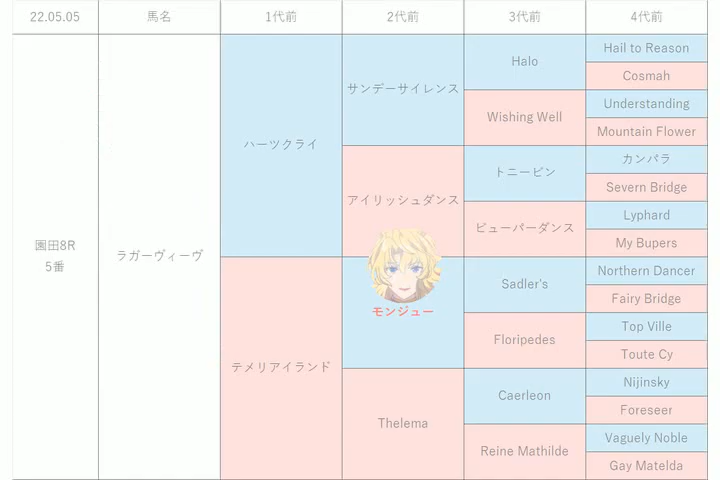 22.05.05 馬名 1代前 2代前 3代前 4代前
園田8R
5番
ラガーヴィーヴ
ハーツクライ
サンデーサイレンス
Halo
Hail to Reason
Cosmah
Wishing Well
Understanding
Mountain Flower
アイリッシュダンス
トニービン
カンパラ
Severn Bridge
ビューパーダンス
Lyphard
My Bupers
テメリアイランド
モンジュー
Sadler's
Northern Dancer
Fairy Bridge
Floripedes
Top Ville
Toute Cy
Thelema
Caerleon
Nijinsky
Foreseer
Reine Mathilde
Vaguely Noble
Gay Matelda